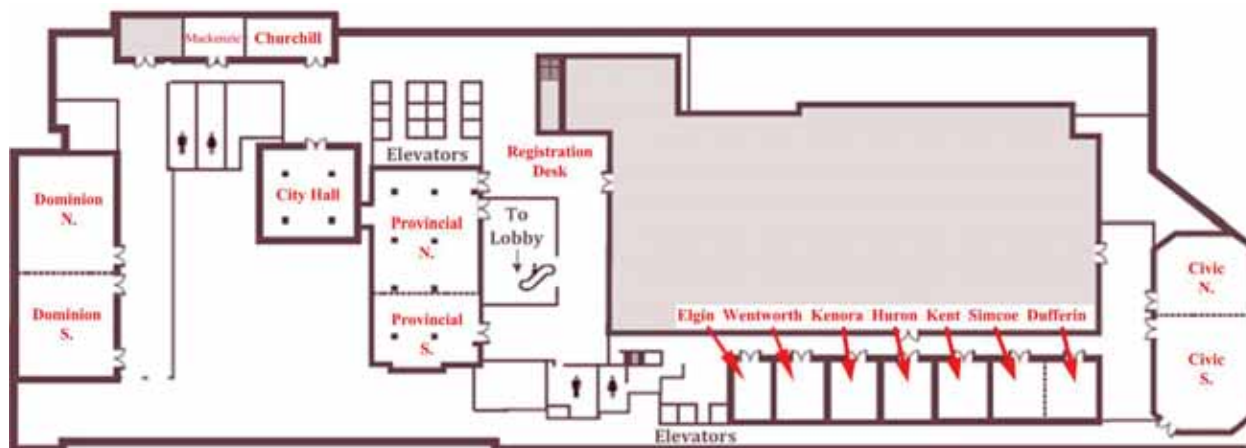 Mackenzie
Churchill
Elevators
Registration
Desk
Dominion
N.
City Hall
Provincial
N.
To
Lobby
Civic
N.
Dominion
S.
Provincial
S.
Elgin Wentworth Kenora Huron Kent Simcoe Dufferin
Civic
S.
Elevators